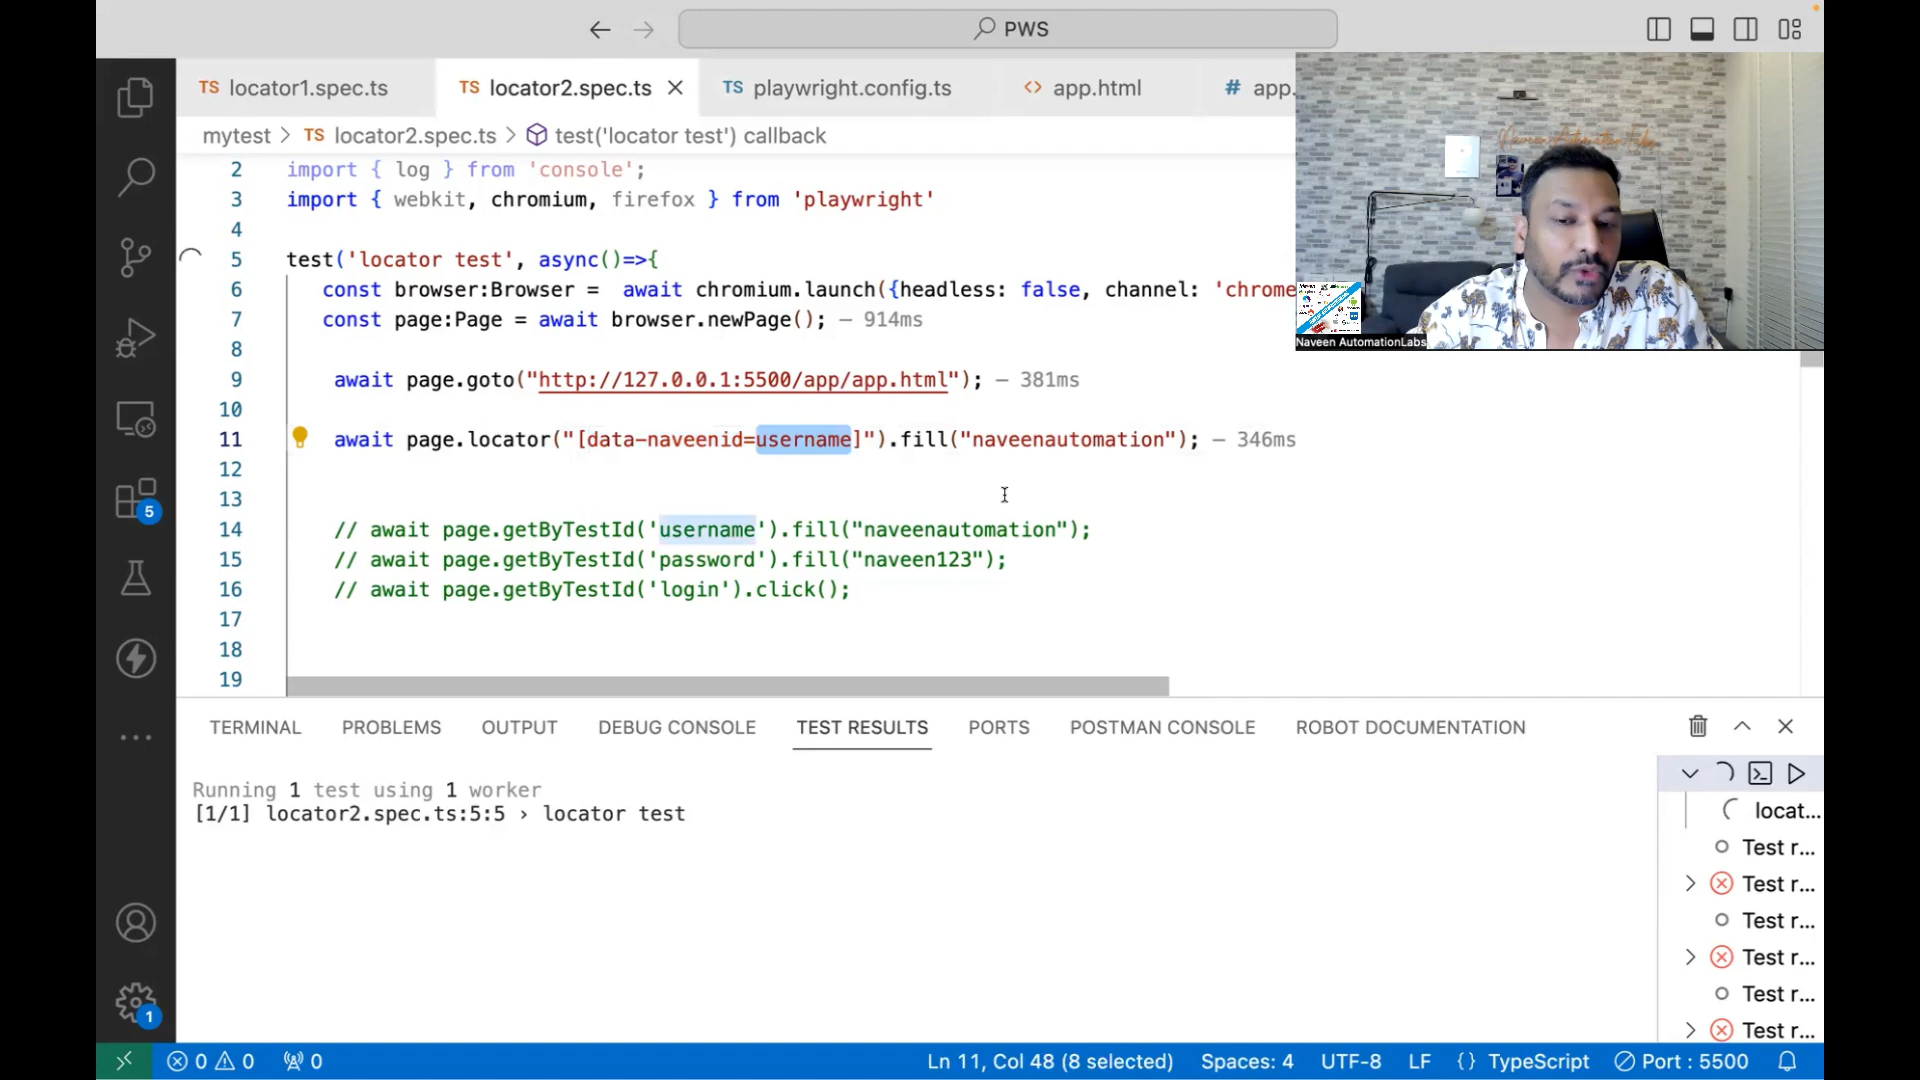 PWS
TS locator1.spec.ts
TS locator2.spec.ts
TS playwright.config.ts
<> app.html
# app.
mytest > TS locator2.spec.ts > test('locator test') callback
2 import { log } from 'console';
3 import { webkit, chromium, firefox } from 'playwright'
4
5 test('locator test', async()=>{
6 const browser:Browser = await chromium.launch({headless: false, channel: 'chrome
7 const page:Page = await browser.newPage(); — 914ms
8
9 await page.goto("http://127.0.0.1:5500/app/app.html"); — 381ms
10
11 await page.locator("[data-naveenid=username]").fill("naveenautomation"); — 346ms
12
13
14 // await page.getByTestId('username').fill("naveenautomation");
15 // await page.getByTestId('password').fill("naveen123");
16 // await page.getByTestId('login').click();
17
18
19
Naveen Automation Labs
Naveen AutomationLabs
5
1
TERMINAL
PROBLEMS
OUTPUT
DEBUG CONSOLE
TEST RESULTS
PORTS
POSTMAN CONSOLE
ROBOT DOCUMENTATION
Running 1 test using 1 worker
[1/1] locator2.spec.ts:5:5 › locator test
locat...
Test r...
Test r...
Test r...
Test r...
Test r...
Test r...
0 0
0
Ln 11, Col 48 (8 selected)
Spaces: 4
UTF-8
LF
{} TypeScript
Port : 5500